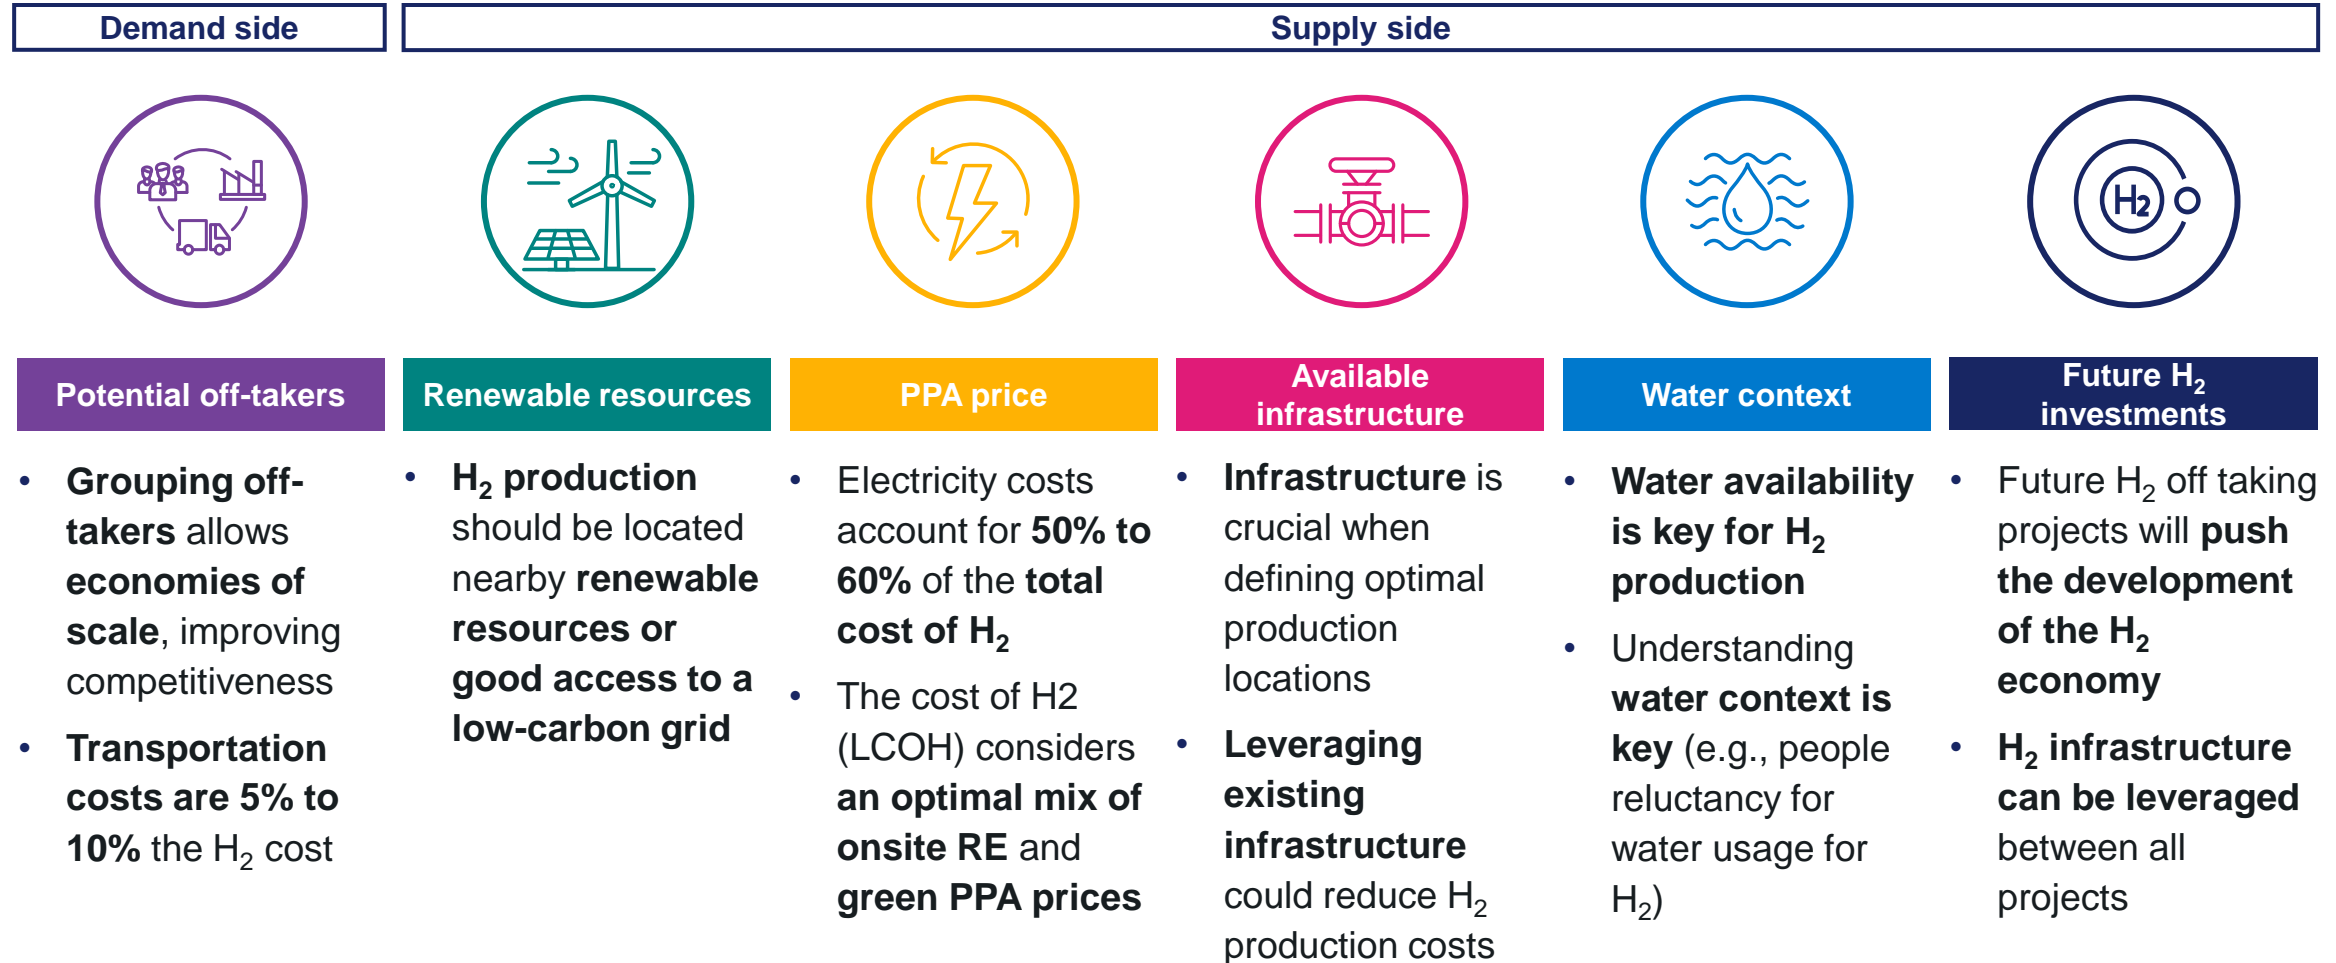 Demand side
Supply side
H2
Potential off-takers
Renewable resources
PPA price
Available
infrastructure
Water context
Future H₂
investments
• Grouping off-
takers allows
economies of
scale, improving
competitiveness
• Transportation
costs are 5% to
10% the H₂ cost
• H₂ production
should be located
nearby renewable
resources or
good access to a
low-carbon grid
• Electricity costs
account for 50% to
60% of the total
cost of H₂
• The cost of H2
(LCOH) considers
an optimal mix of
onsite RE and
green PPA prices
• Infrastructure is
crucial when
defining optimal
production
locations
• Leveraging
existing
infrastructure
could reduce H₂
production costs
• Water availability
is key for H₂
production
• Understanding
water context is
key (e.g., people
reluctancy for
water usage for
H₂)
• Future H₂ off taking
projects will push
the development
of the H₂
economy
• H₂ infrastructure
can be leveraged
between all
projects